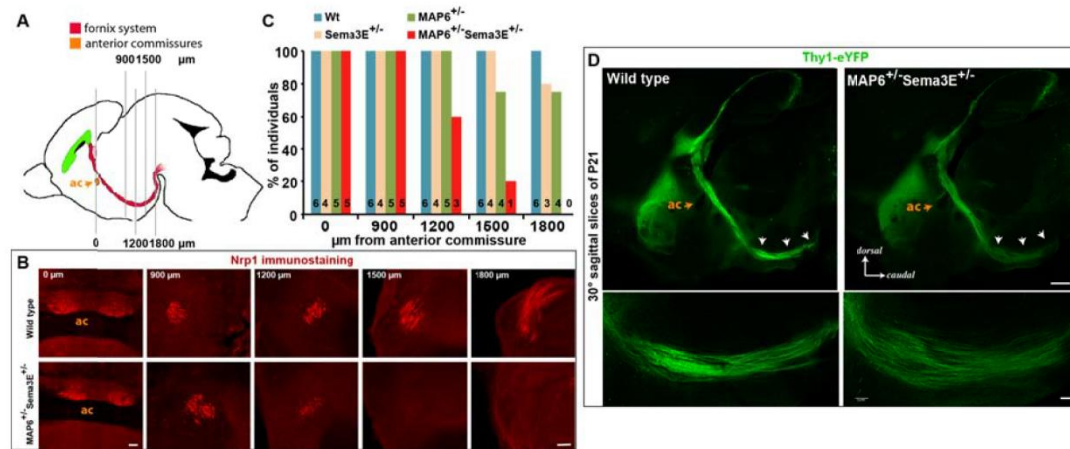 A
fornix system
anterior commissures
900 1500 µm
ac
0 1200 1800 µm
C
Wt
MAP6+/-
Sema3E+/-
MAP6+/-Sema3E+/-
% of individuals
100
80
60
40
20
0
6 4 5 5 6 4 5 5 6 4 5 3 6 4 4 1 6 3 4 0
0 900 1200 1500 1800
µm from anterior commissure
B
Nrp1 immunostaining
0 µm 900 µm 1200 µm 1500 µm 1800 µm
Wild type
ac
MAP6+/-Sema3E+/-
ac
D
Thy1-eYFP
Wild type
MAP6+/-Sema3E+/-
30° sagittal slices of P21
ac
ac
dorsal
caudal